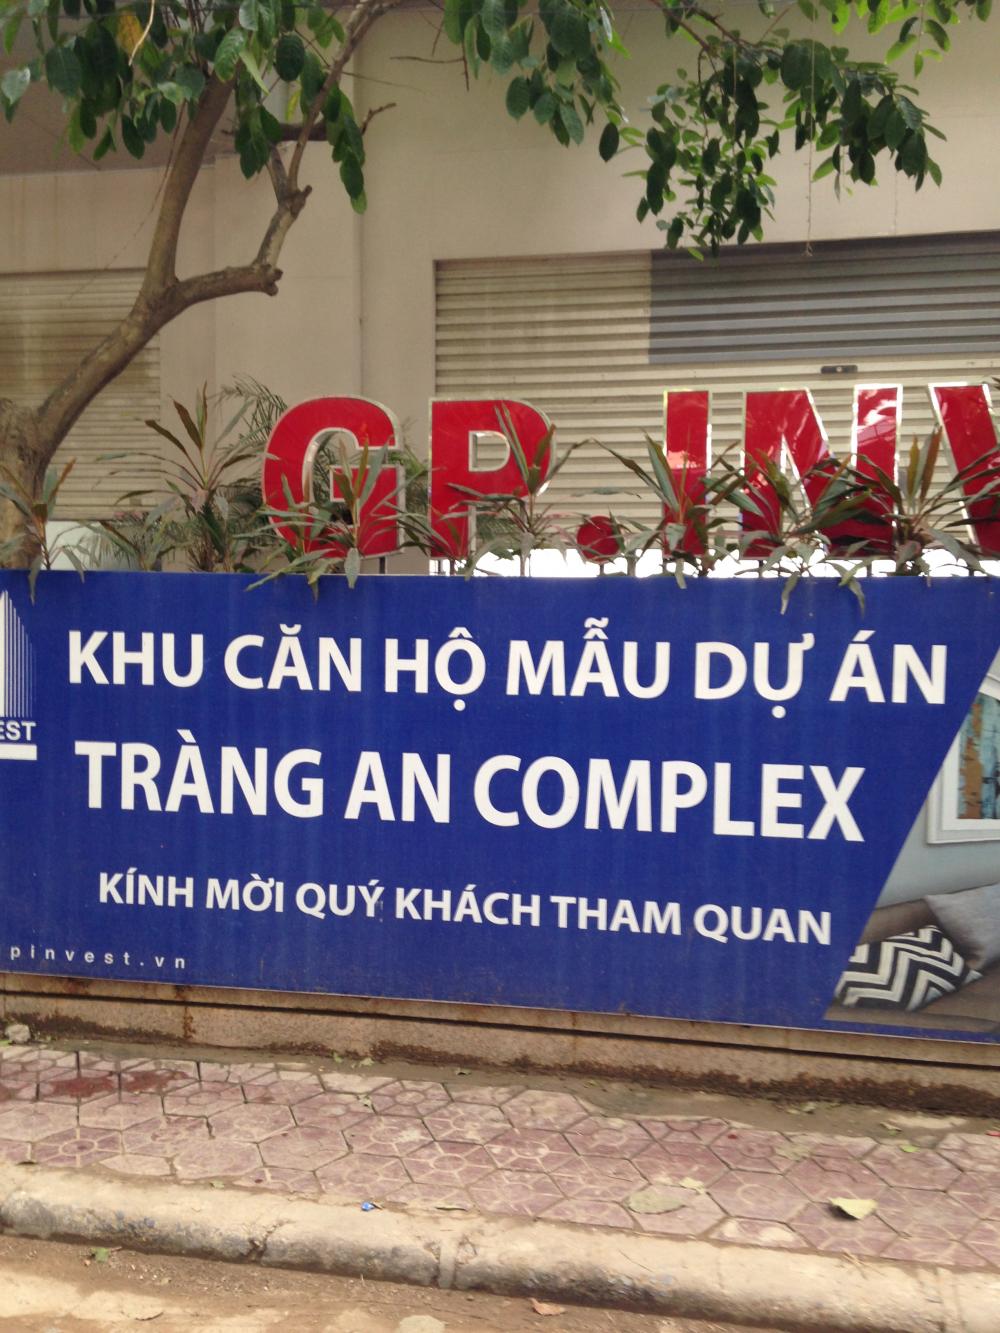 GP.INV
KHU CĂN HỘ MẪU DỰ ÁN
EST
TRÀNG AN COMPLEX
KÍNH MỜI QUÝ KHÁCH THAM QUAN
pinvest.vn